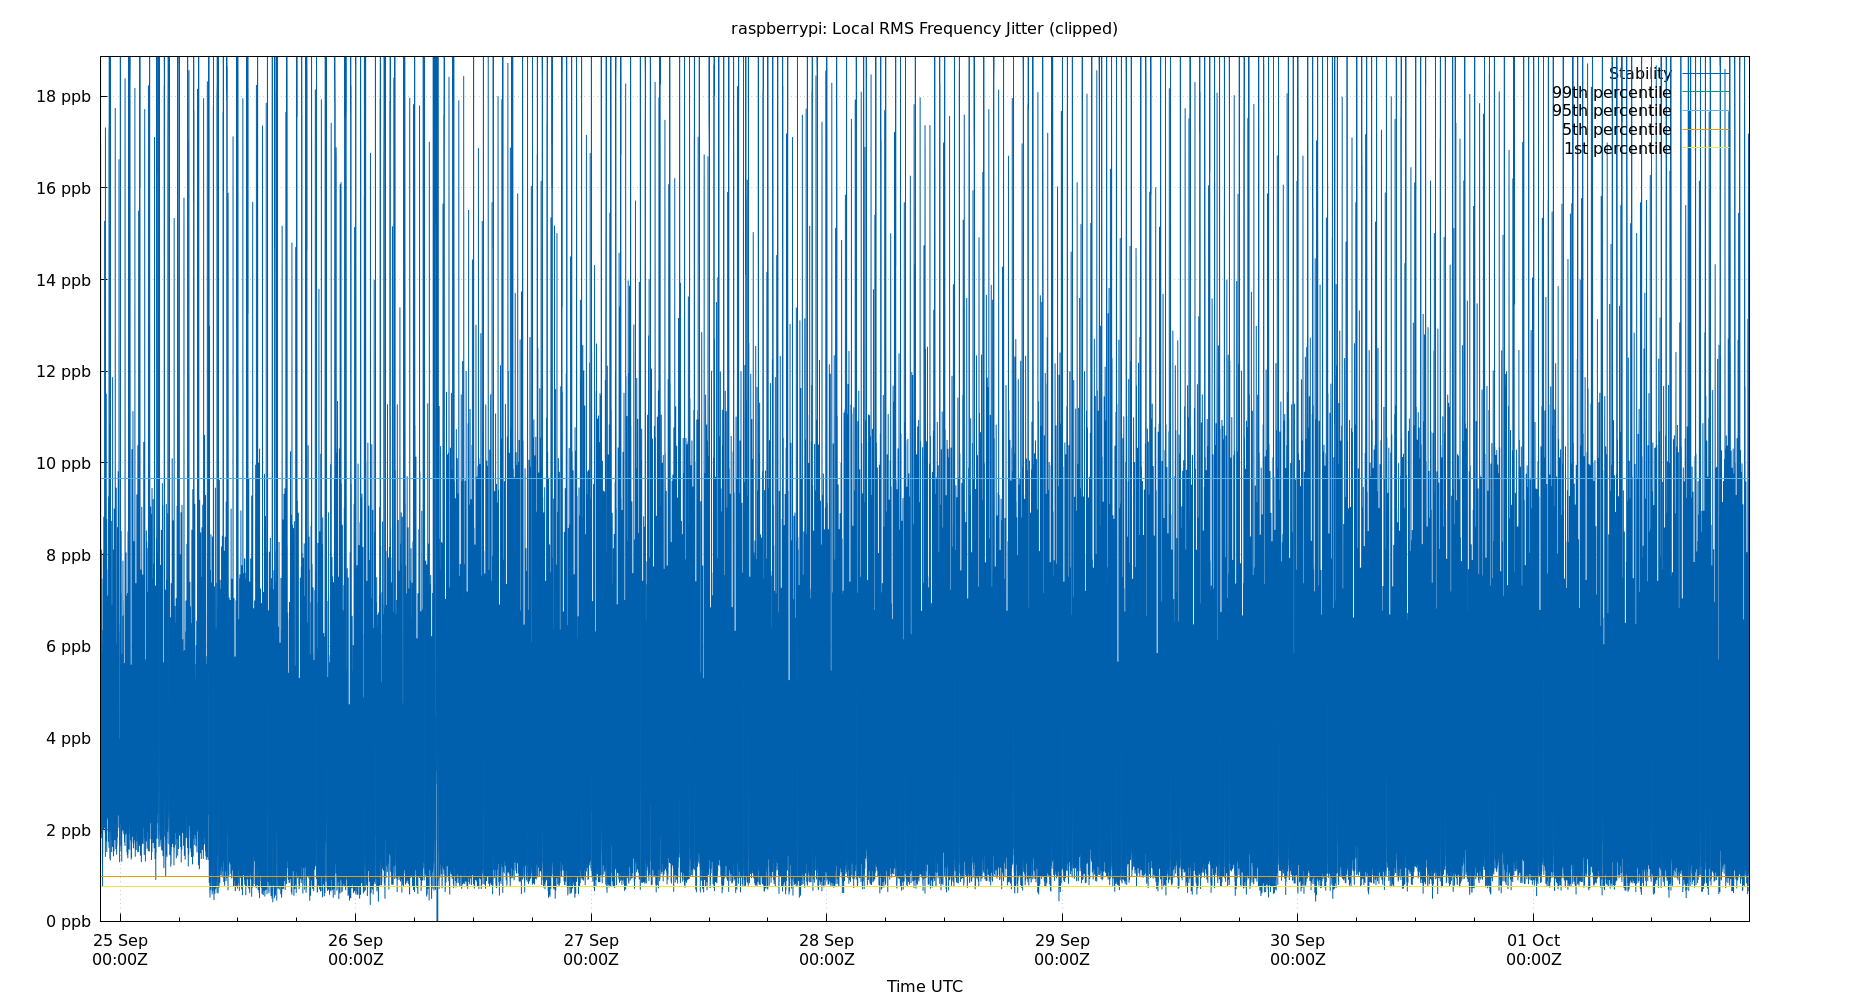 raspberrypi: Local RMS Frequency Jitter (clipped)
Stability
99th percentile
95th percentile
5th percentile
1st percentile
18 ppb
16 ppb
14 ppb
12 ppb
10 ppb
8 ppb
6 ppb
4 ppb
2 ppb
0 ppb
25 Sep 26 Sep 27 Sep 28 Sep 29 Sep 30 Sep 01 Oct
00:00Z 00:00Z 00:00Z 00:00Z 00:00Z 00:00Z 00:00Z
Time UTC